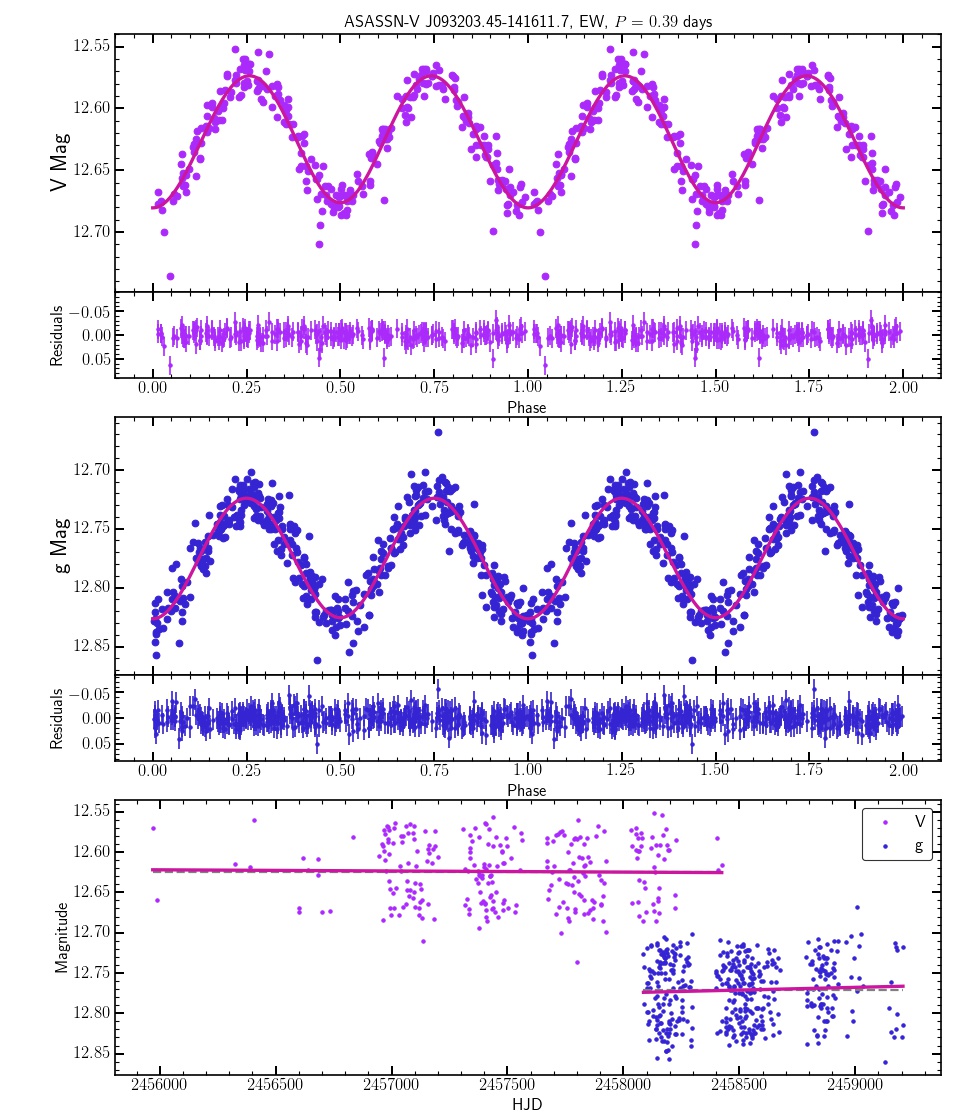 ASASSN-V J093203.45-141611.7, EW, P = 0.39 days
12.55
12.60
12.65
12.70
V Mag
−0.05
0.00
0.05
Residuals
0.00 0.25 0.50 0.75 1.00 1.25 1.50 1.75 2.00
Phase
12.70
12.75
12.80
12.85
g Mag
−0.05
0.00
0.05
Residuals
0.00 0.25 0.50 0.75 1.00 1.25 1.50 1.75 2.00
Phase
12.55
12.60
12.65
12.70
12.75
12.80
12.85
Magnitude
V
g
2456000 2456500 2457000 2457500 2458000 2458500 2459000
HJD